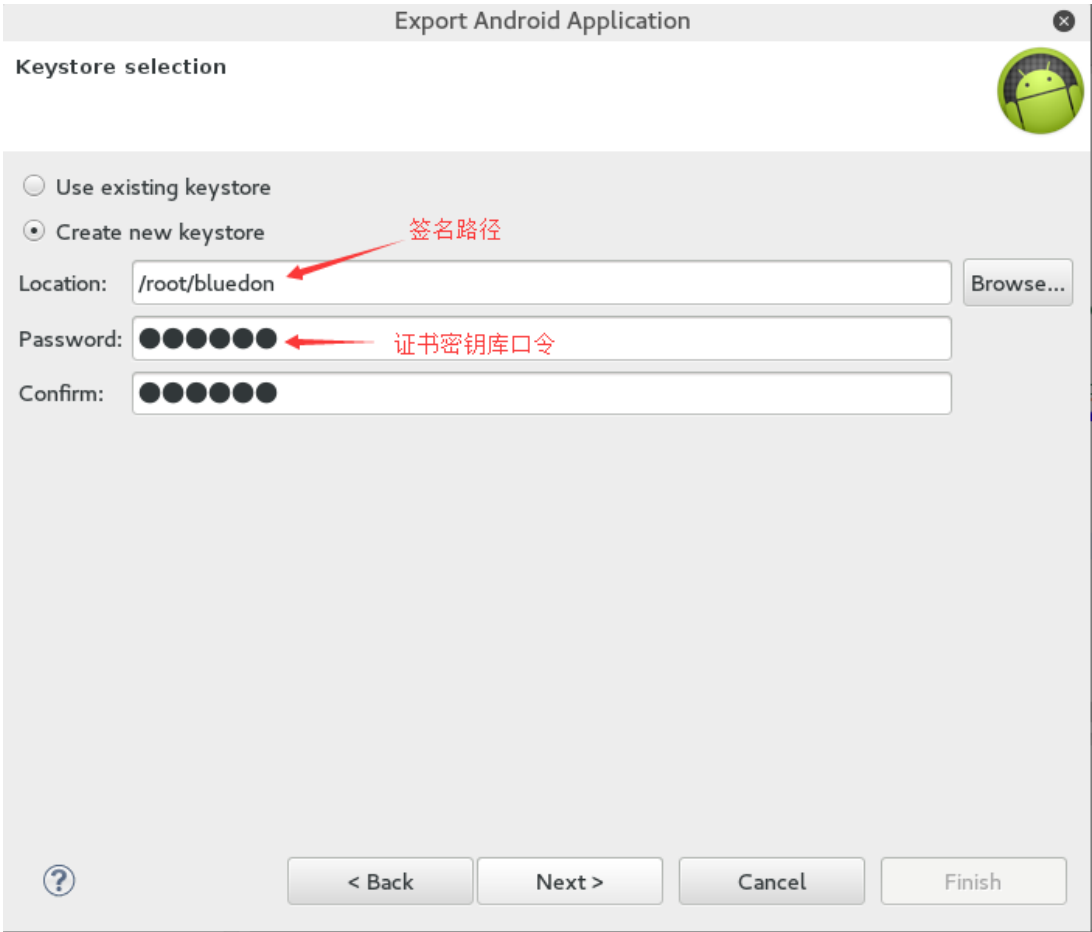 Export Android Application
Keystore selection
Use existing keystore
Create new keystore
签名路径
Location: /root/bluedon Browse...
Password: ●●●●●● 证书密钥库口令
Confirm: ●●●●●●
? < Back Next > Cancel Finish